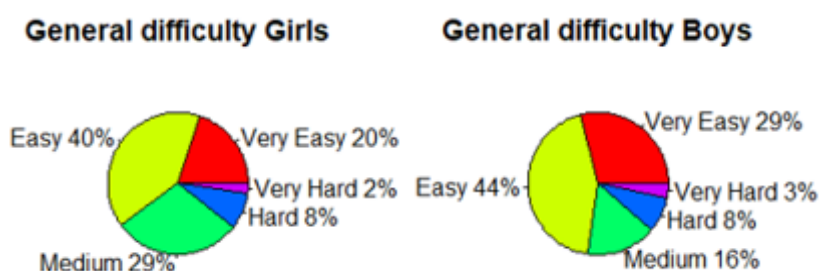 General difficulty Girls
Easy 40%
Very Easy 20%
Very Hard 2%
Hard 8%
Medium 29%
General difficulty Boys
Very Easy 29%
Easy 44%
Very Hard 3%
Hard 8%
Medium 16%